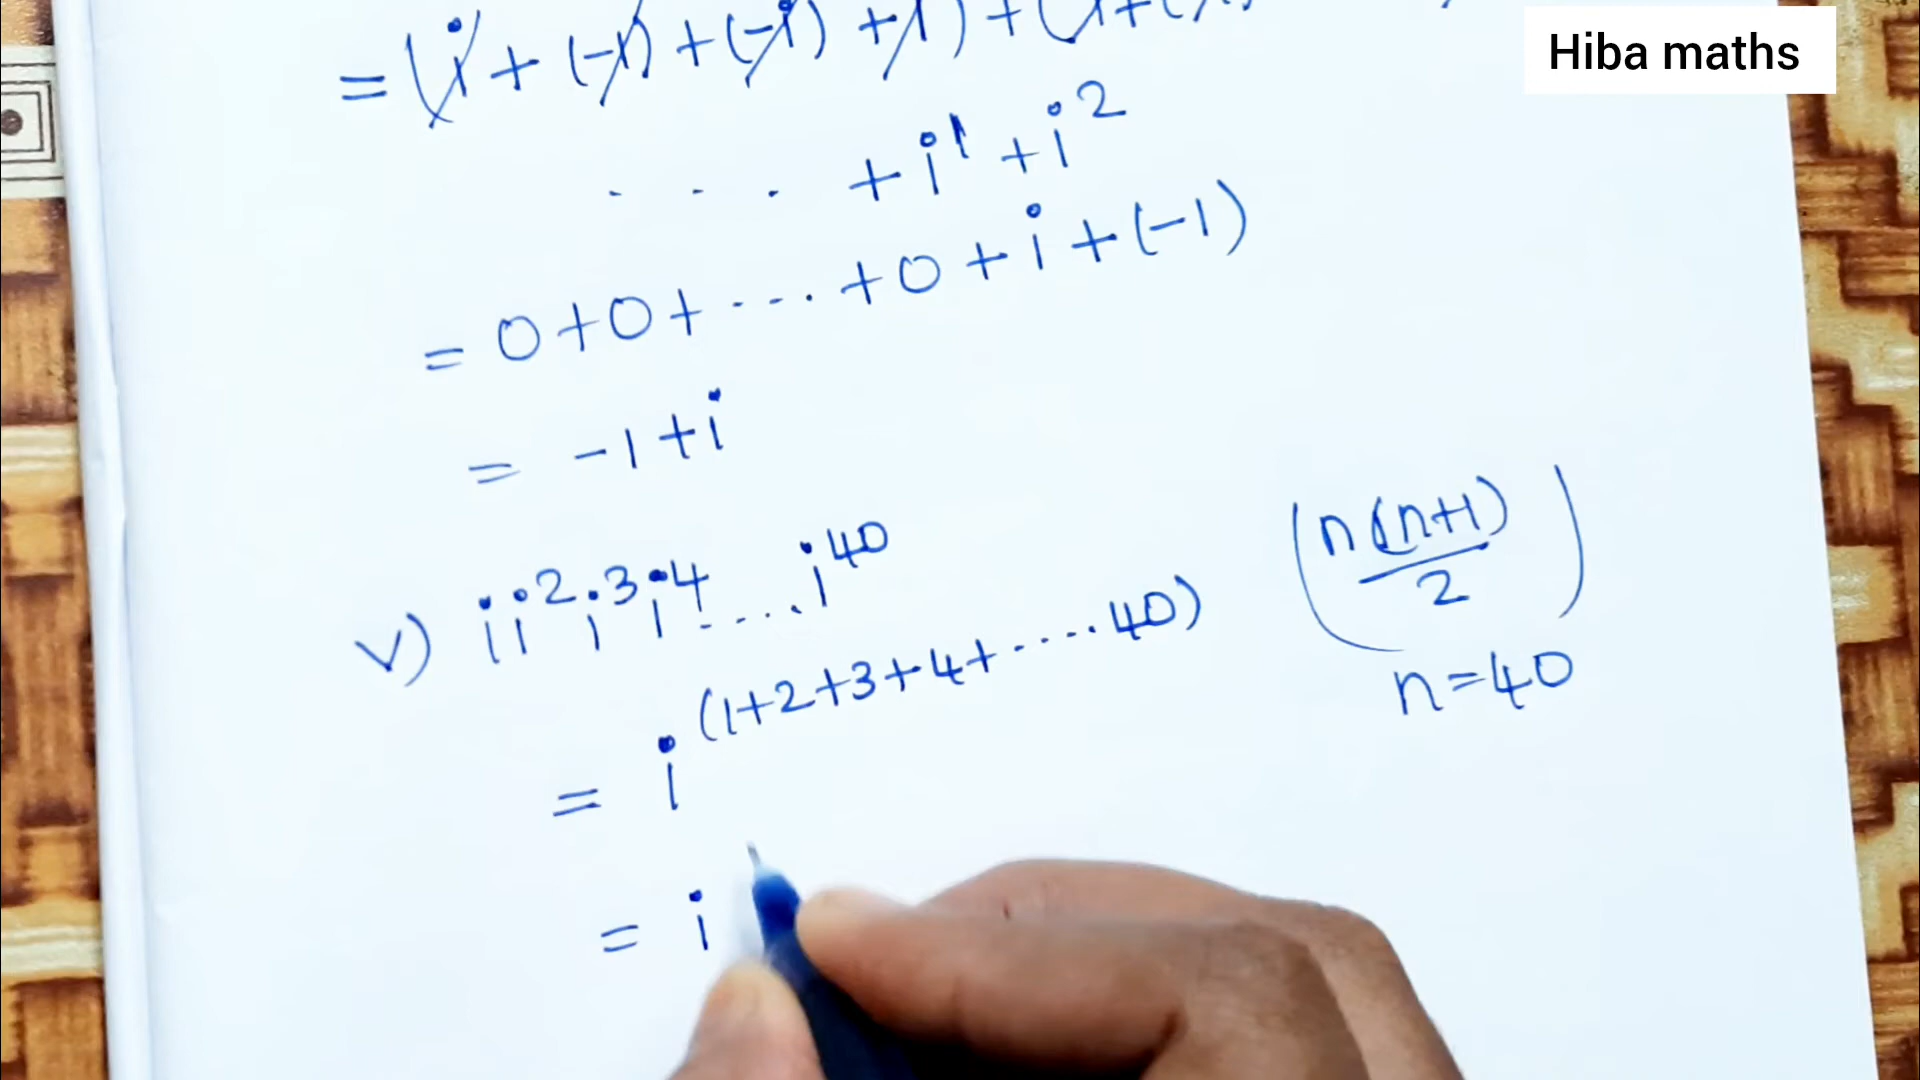 Hiba maths
= (i + (-1) + (-i) + 1) + (
. . . + i¹ + i²
= 0+0+ - - . . . +0 +i + (-1)
= -1+i
v) i i² i³ i⁴ . . . . i⁴⁰
= i^(1+2+3+4+ ..... 40)
(n(n+1)/2)
n=40
= i